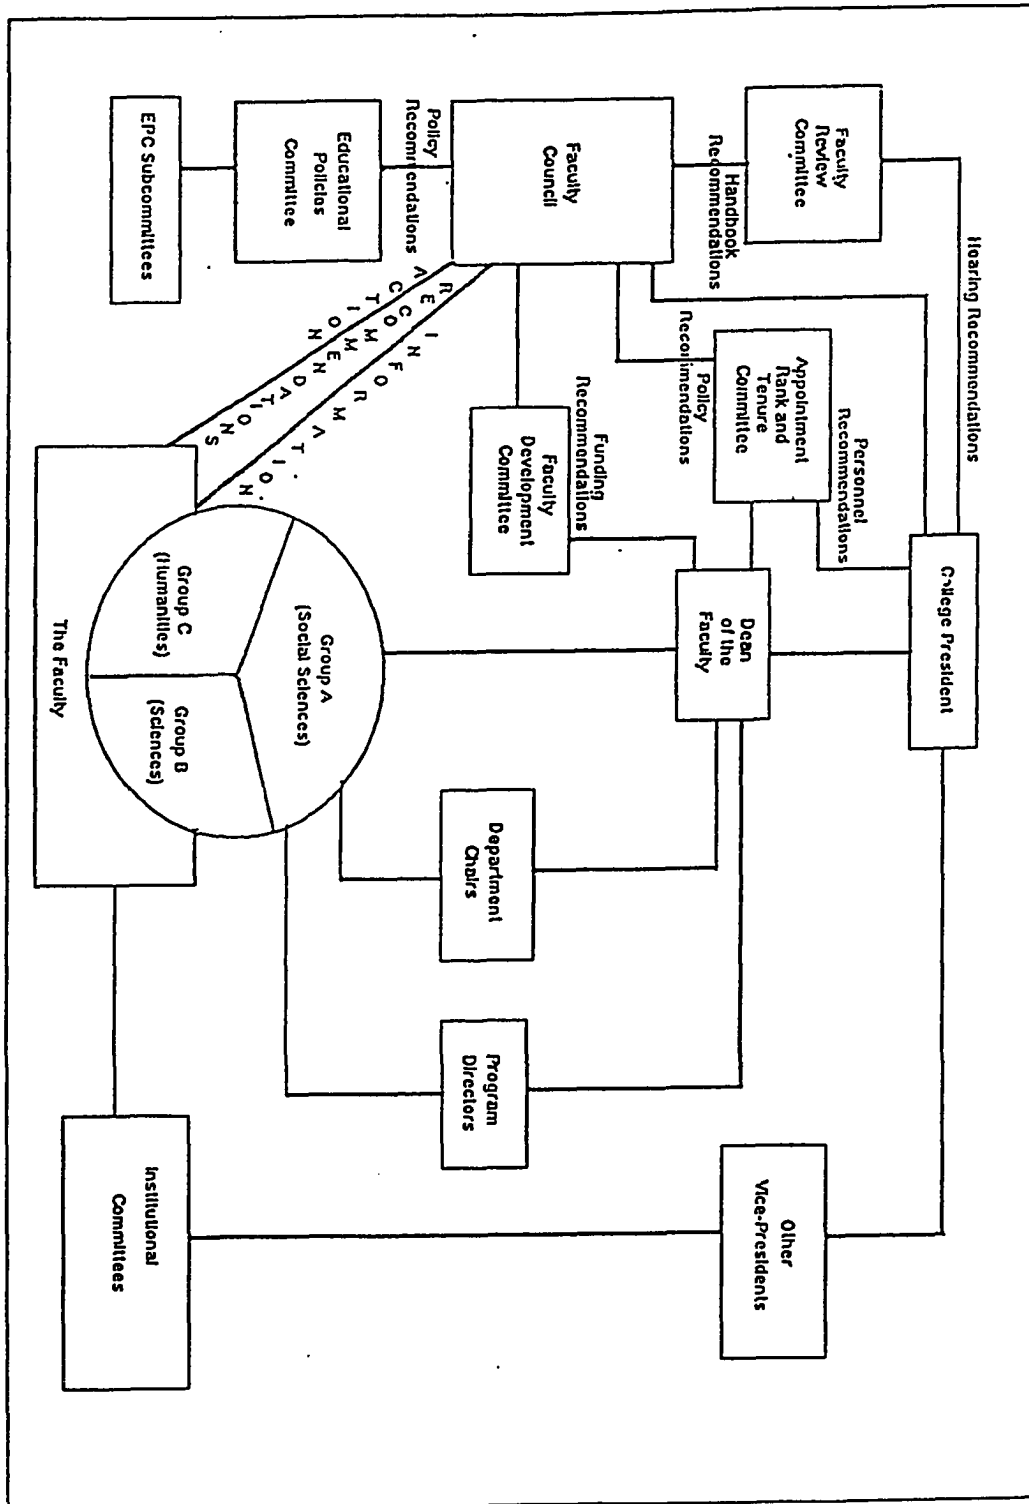 Hearing Recommendations
College President
Personnel
Recommendations
Faculty
Review
Committee
Appointment
Rank and
Tenure
Committee
Other
Vice-Presidents
Handbook
Recommendations
Policy
Recommendations
Dean
of the
Faculty
Faculty
Council
Funding
Recommendations
Faculty
Development
Committee
Department
Chairs
Program
Directors
Policy
Recommendations
ACTION
RECOMMENDATIONS
INFORMATION
Educational
Policies
Committee
Group A
(Social Sciences)
Group C
(Humanities)
Group B
(Sciences)
EPC Subcommittees
The Faculty
Institutional
Committees